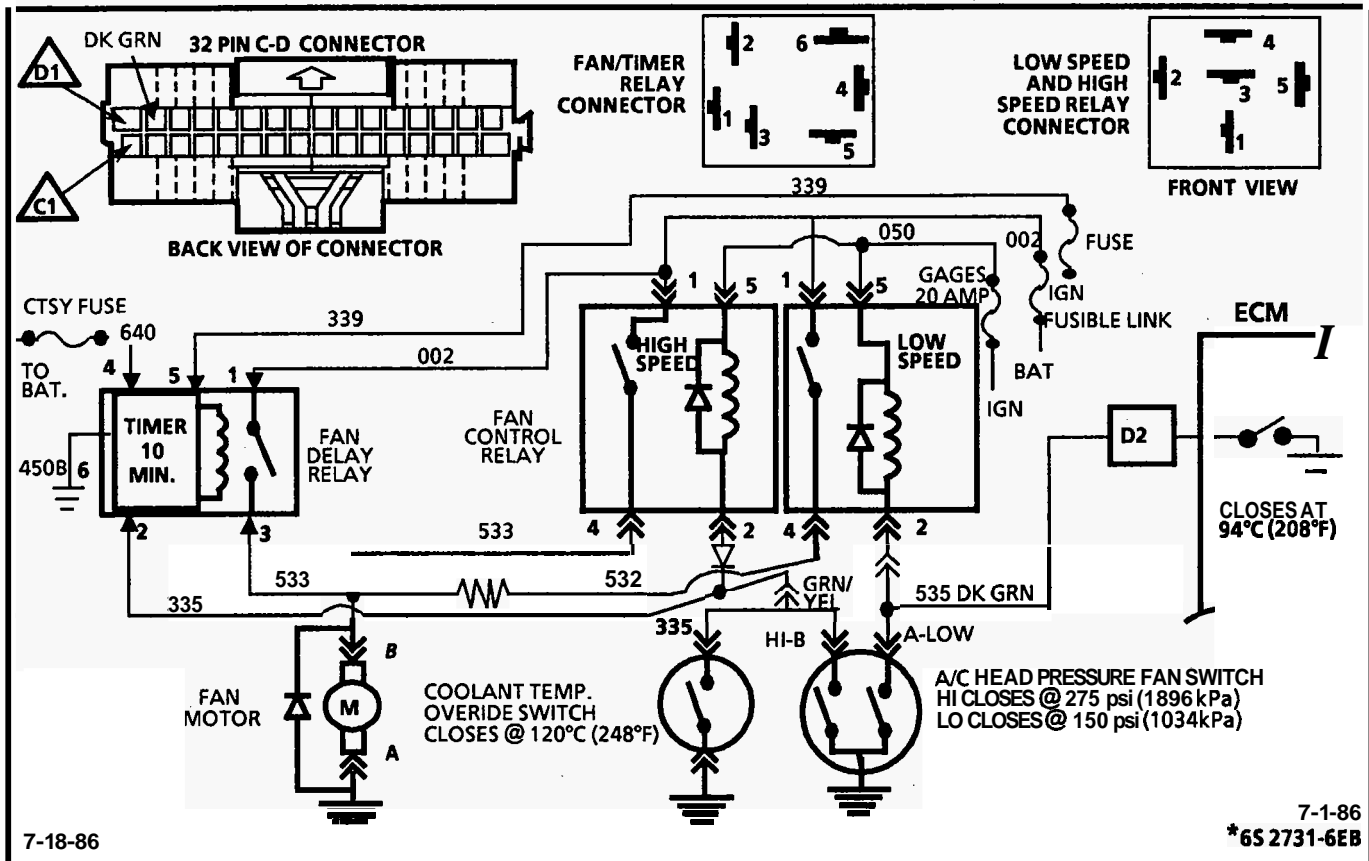 DK GRN
32 PIN C-D CONNECTOR
D1
C1
BACK VIEW OF CONNECTOR
FAN/TIMER
RELAY
CONNECTOR
2
6
4
1
3
5
LOW SPEED
AND HIGH
SPEED RELAY
CONNECTOR
4
2
3
5
1
FRONT VIEW
339
050
002
FUSE
GAGES
20 AMP
IGN
FUSIBLE LINK
BAT
IGN
CTSY FUSE
640
TO
BAT.
339
002
4
5
1
TIMER
10
MIN.
FAN
DELAY
RELAY
450B
6
2
3
1
5
1
5
HIGH
SPEED
LOW
SPEED
FAN
CONTROL
RELAY
4
2
4
2
ECM
I
D2
CLOSES AT
94°C (208°F)
533
533
532
335
GRN/
YEL
535 DK GRN
335
HI-B
A-LOW
B
M
A
FAN
MOTOR
COOLANT TEMP.
OVERIDE SWITCH
CLOSES @ 120°C (248°F)
A/C HEAD PRESSURE FAN SWITCH
HI CLOSES @ 275 psi (1896 kPa)
LO CLOSES @ 150 psi (1034kPa)
7-18-86
7-1-86
*6S 2731-6EB